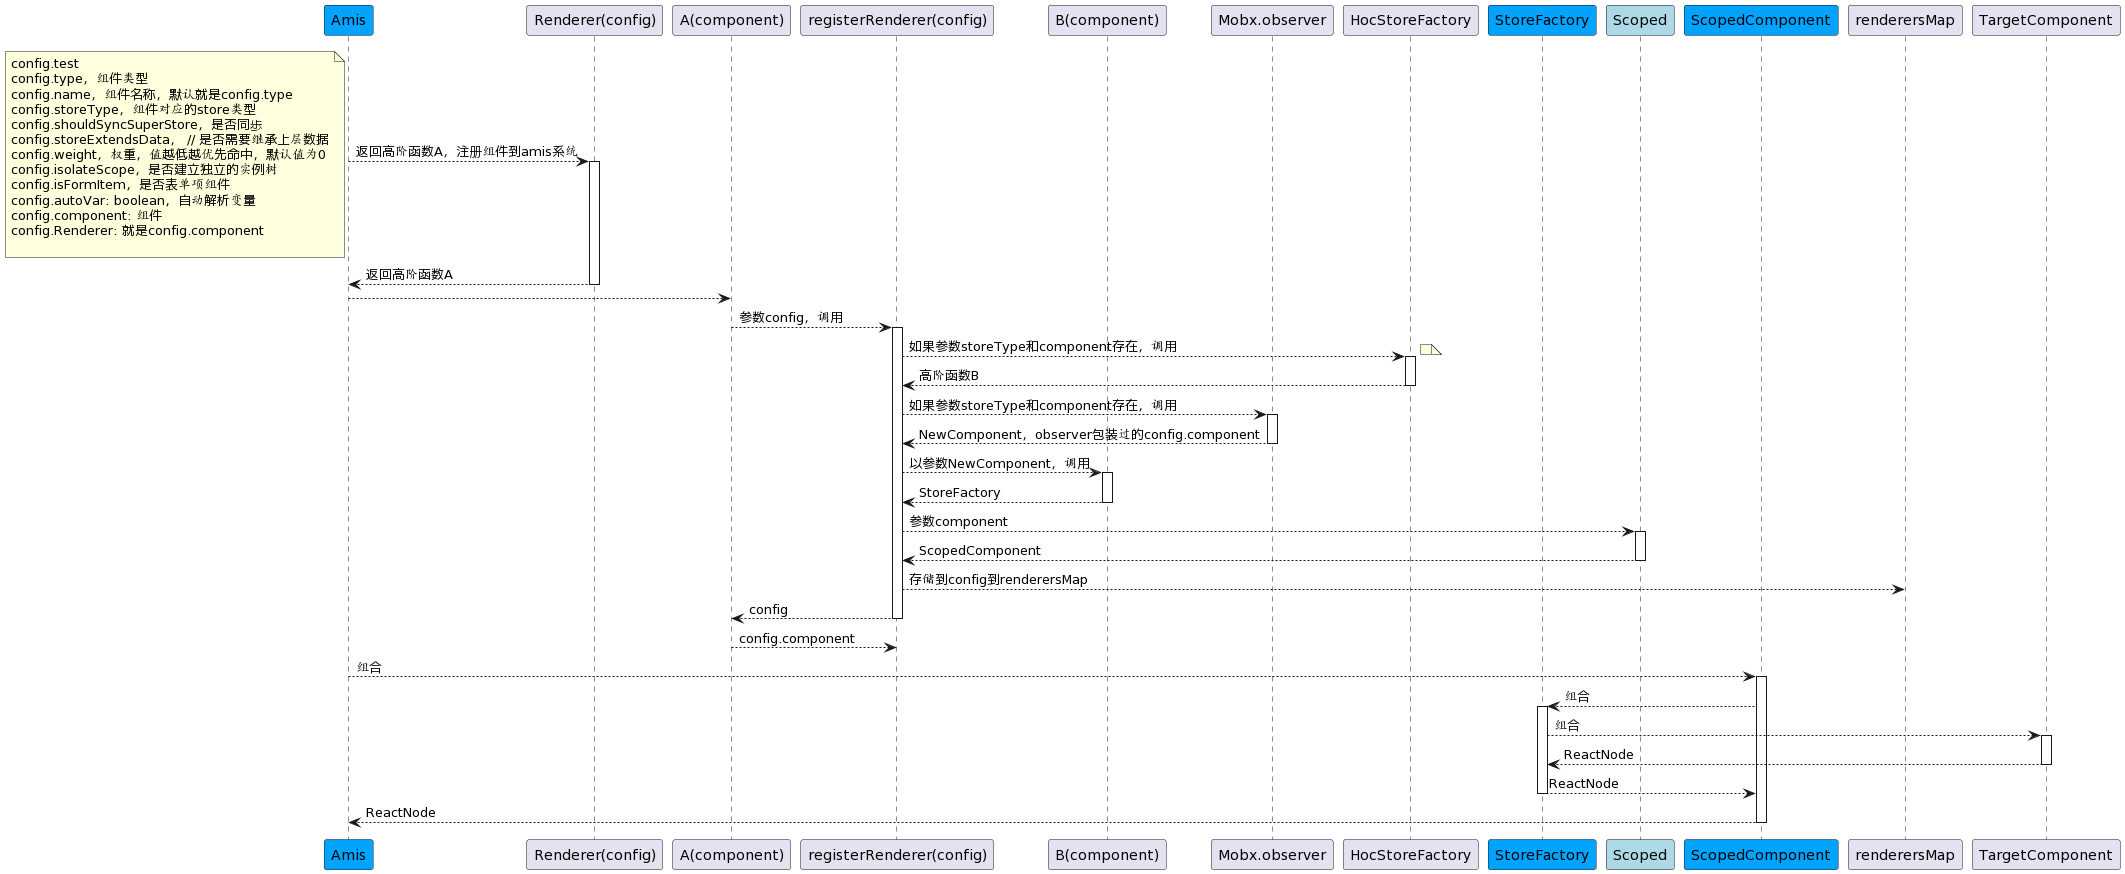 Amis
Renderer(config)
A(component)
registerRenderer(config)
B(component)
Mobx.observer
HocStoreFactory
StoreFactory
Scoped
ScopedComponent
renderersMap
TargetComponent
config.test
config.type，组件类型
config.name，组件名称，默认就是config.type
config.storeType，组件对应的store类型
config.shouldSyncSuperStore，是否同步
config.storeExtendsData， // 是否需要继承上层数据
config.weight，权重，值越低越优先命中，默认值为0
config.isolateScope，是否建立独立的实例树
config.isFormItem，是否表单项组件
config.autoVar: boolean，自动解析变量
config.component: 组件
config.Renderer: 就是config.component
返回高阶函数A，注册组件到amis系统
返回高阶函数A
参数config，调用
如果参数storeType和component存在，调用
高阶函数B
如果参数storeType和component存在，调用
NewComponent，observer包装过的config.component
以参数NewComponent，调用
StoreFactory
参数component
ScopedComponent
存储到config到renderersMap
config
config.component
组合
组合
组合
ReactNode
ReactNode
ReactNode
Amis
Renderer(config)
A(component)
registerRenderer(config)
B(component)
Mobx.observer
HocStoreFactory
StoreFactory
Scoped
ScopedComponent
renderersMap
TargetComponent